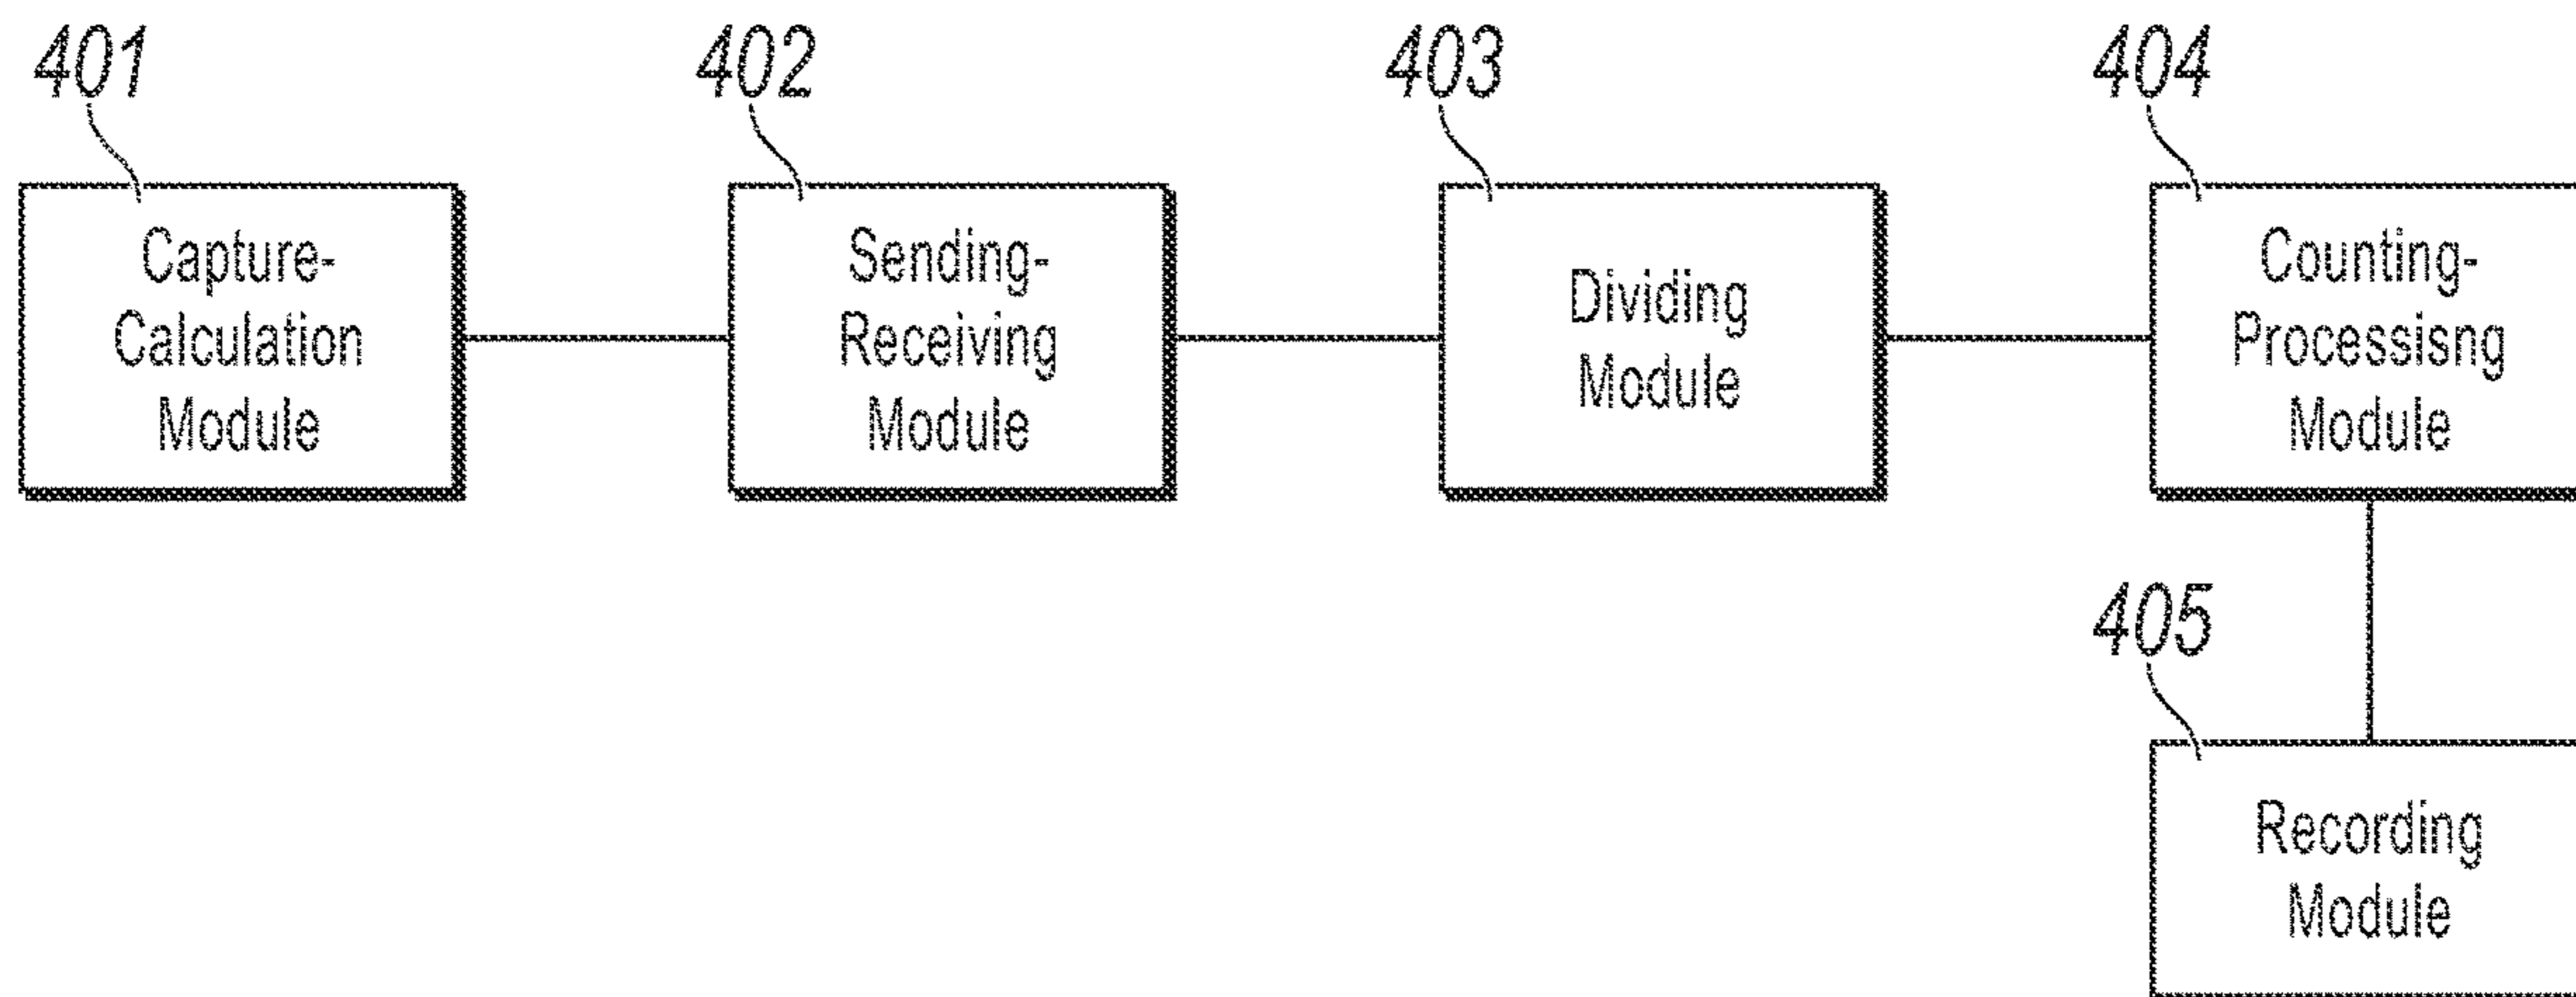 401
402
403
404
Capture-
Calculation
Module
Sending-
Receiving
Module
Dividing
Module
Counting-
Processisng
Module
405
Recording
Module